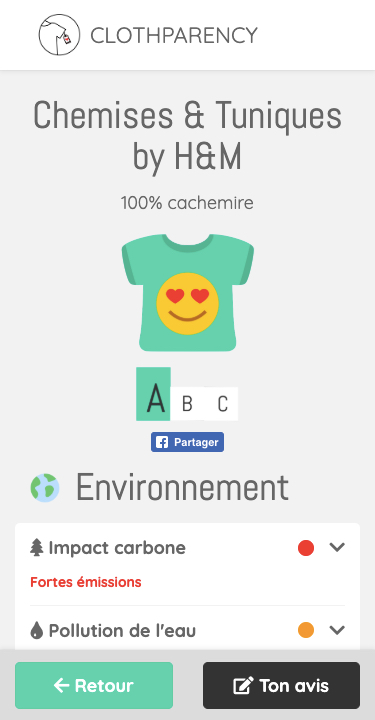 CLOTHPARENCY
Chemises & Tuniques
by H&M
100% cachemire
A B C
Partager
Environnement
Impact carbone
Fortes émissions
Pollution de l'eau
Retour
Ton avis